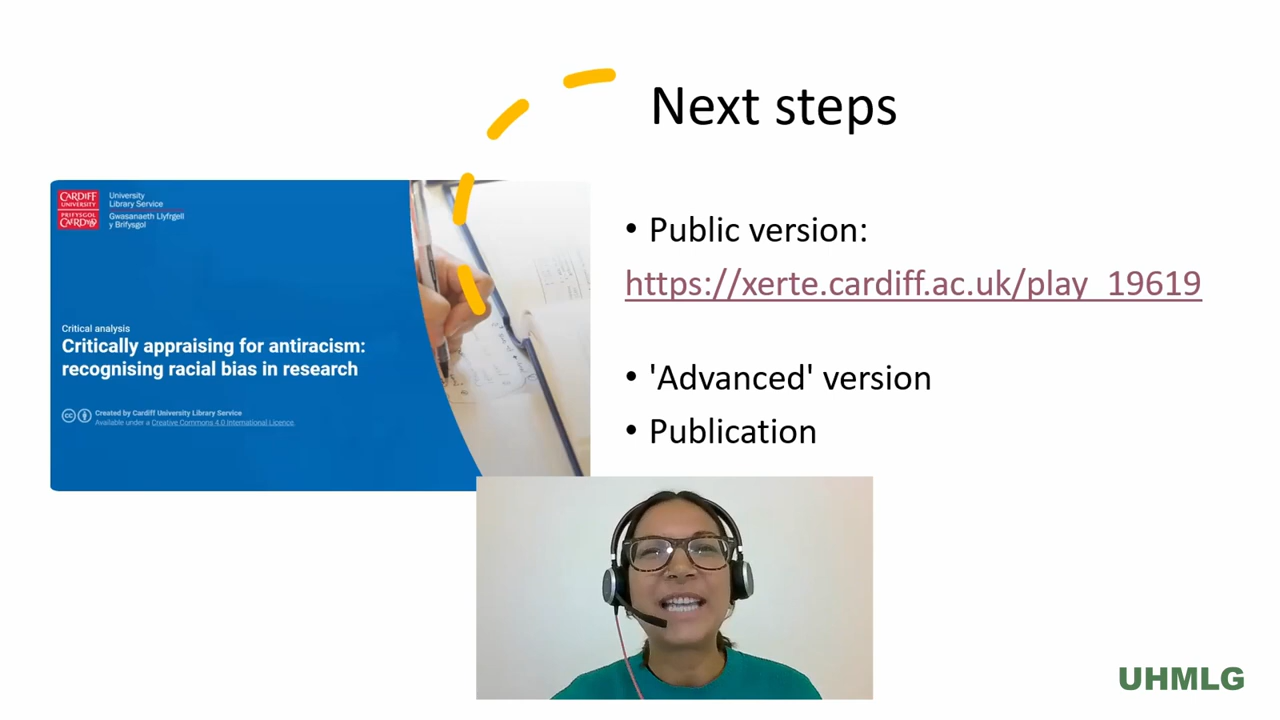 Next steps
CARDIFF
UNIVERSITY
PRIFYSGOL
CAERDYDD
University
Library Service
Gwasanaeth Llyfrgell
y Brifysgol
Critical analysis
Critically appraising for antiracism:
recognising racial bias in research
Created by Cardiff University Library Service
Available under a Creative Commons 4.0 International Licence.
• Public version:
https://xerte.cardiff.ac.uk/play_19619
• 'Advanced' version
• Publication
UHMLG